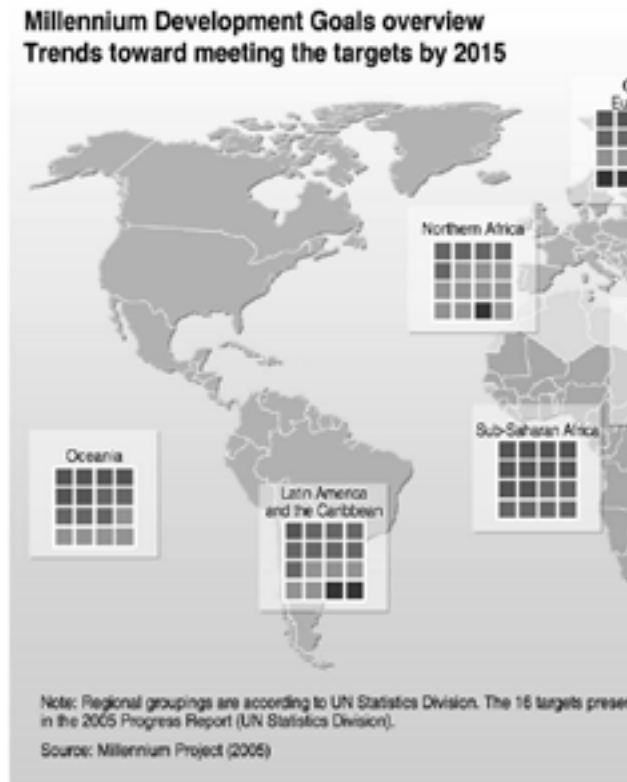 Millennium Development Goals overview
Trends toward meeting the targets by 2015
Northern Africa
Sub-Saharan Africa
Oceania
Latin America
and the Caribbean
Note: Regional groupings are according to UN Statistics Division. The 16 targets
in the 2005 Progress Report (UN Statistics Division).
Source: Millennium Project (2005)